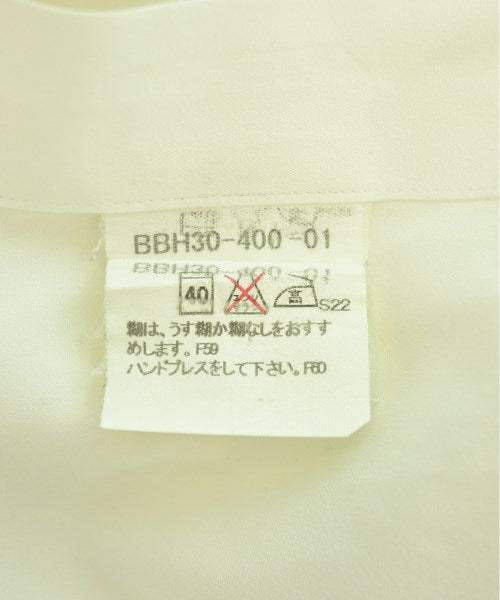 BBH30-400-01
40 高 S22
糊は、うす糊か糊なしをおすす
めします。F59
ハンドプレスをして下さい。F60